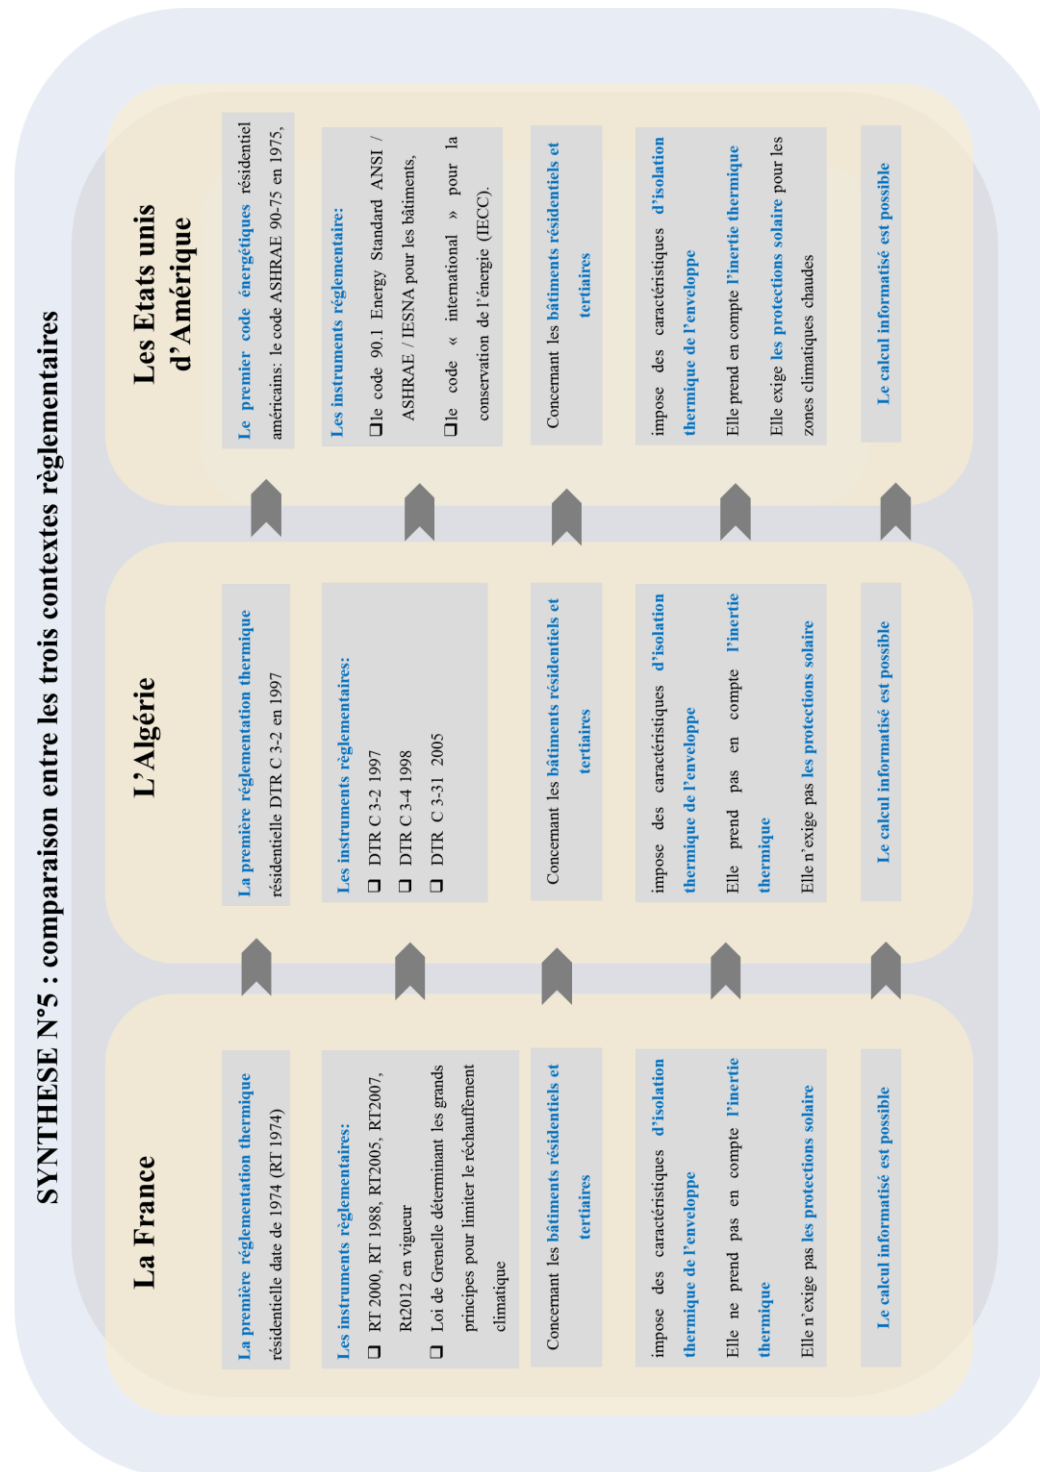 SYNTHESE N°5 : comparaison entre les trois contextes règlementaires
La France
La première réglementation thermique
résidentielle date de 1974 (RT 1974)
Les instruments règlementaires:
❑ RT 2000, RT 1988, RT2005, RT2007,
Rt2012 en vigueur
❑ Loi de Grenelle déterminant les grands
principes pour limiter le réchauffement
climatique
Concernant les bâtiments résidentiels et
tertiaires
impose des caractéristiques d'isolation
thermique de l'enveloppe
Elle ne prend pas en compte l'inertie
thermique
Elle n'exige pas les protections solaire
Le calcul informatisé est possible
L'Algérie
La première réglementation thermique
résidentielle DTR C 3-2 en 1997
Les instruments règlementaires:
❑ DTR C 3-2 1997
❑ DTR C 3-4 1998
❑ DTR C 3-31 2005
Concernant les bâtiments résidentiels et
tertiaires
impose des caractéristiques d'isolation
thermique de l'enveloppe
Elle prend pas en compte l'inertie
thermique
Elle n'exige pas les protections solaire
Le calcul informatisé est possible
Les Etats unis
d'Amérique
Le premier code énergétiques résidentiel
américains: le code ASHRAE 90-75 en 1975,
Les instruments réglementaire:
❑le code 90.1 Energy Standard ANSI /
ASHRAE / IESNA pour les bâtiments,
❑le code « international » pour la
conservation de l'énergie (IECC).
Concernant les bâtiments résidentiels et
tertiaires
impose des caractéristiques d'isolation
thermique de l'enveloppe
Elle prend en compte l'inertie thermique
Elle exige les protections solaire pour les
zones climatiques chaudes
Le calcul informatisé est possible